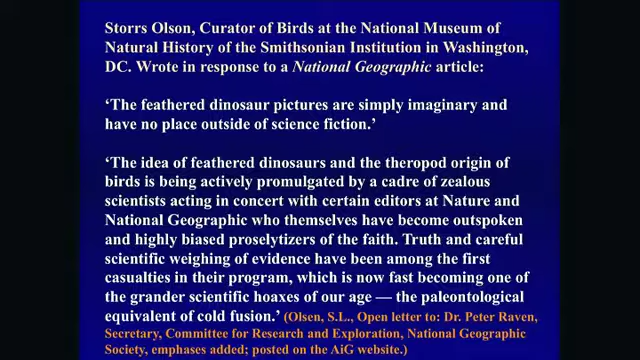 Storrs Olson, Curator of Birds at the National Museum of
Natural History of the Smithsonian Institution in Washington,
DC. Wrote in response to a National Geographic article:
‘The feathered dinosaur pictures are simply imaginary and
have no place outside of science fiction.’
‘The idea of feathered dinosaurs and the theropod origin of
birds is being actively promulgated by a cadre of zealous
scientists acting in concert with certain editors at Nature and
National Geographic who themselves have become outspoken
and highly biased proselytizers of the faith. Truth and careful
scientific weighing of evidence have been among the first
casualties in their program, which is now fast becoming one of
the grander scientific hoaxes of our age — the paleontological
equivalent of cold fusion.’ (Olsen, S.L., Open letter to: Dr. Peter Raven,
Secretary, Committee for Research and Exploration, National Geographic
Society, emphases added; posted on the AiG website.)